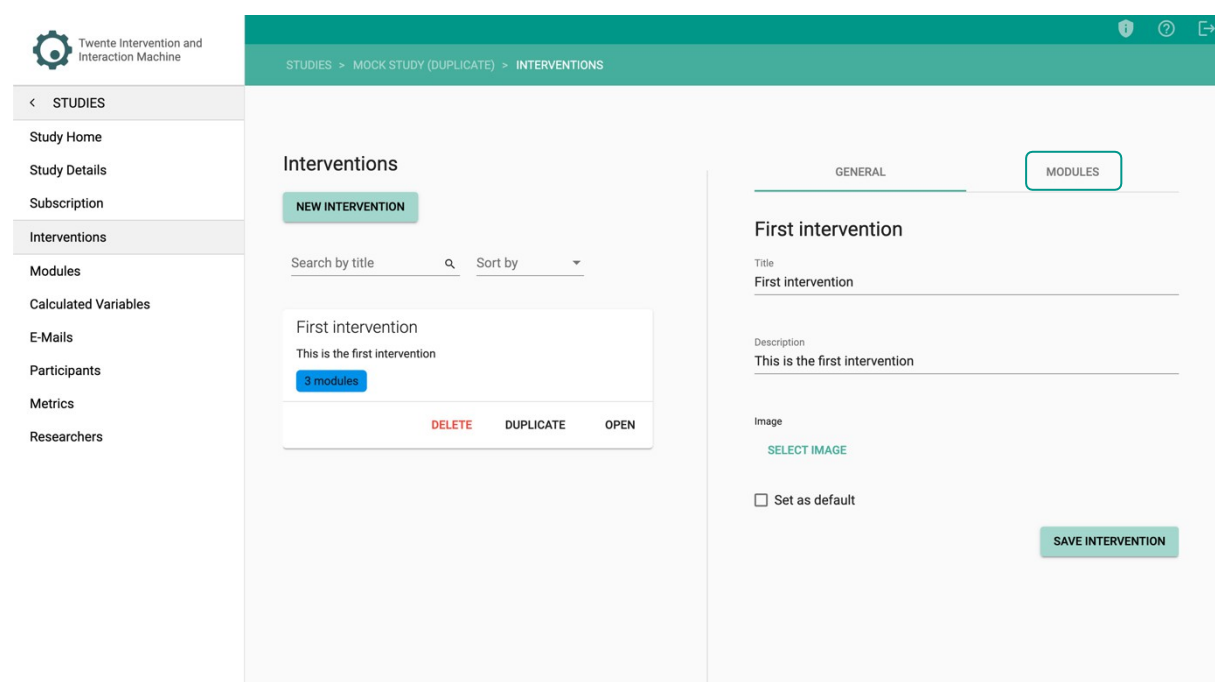 Twente Intervention and
Interaction Machine
STUDIES > MOCK STUDY (DUPLICATE) > INTERVENTIONS
< STUDIES
Study Home
Study Details
Subscription
Interventions
Modules
Calculated Variables
E-Mails
Participants
Metrics
Researchers
Interventions
NEW INTERVENTION
Search by title
Sort by
First intervention
This is the first intervention
3 modules
DELETE DUPLICATE OPEN
GENERAL MODULES
First intervention
Title
First intervention
Description
This is the first intervention
Image
SELECT IMAGE
Set as default
SAVE INTERVENTION